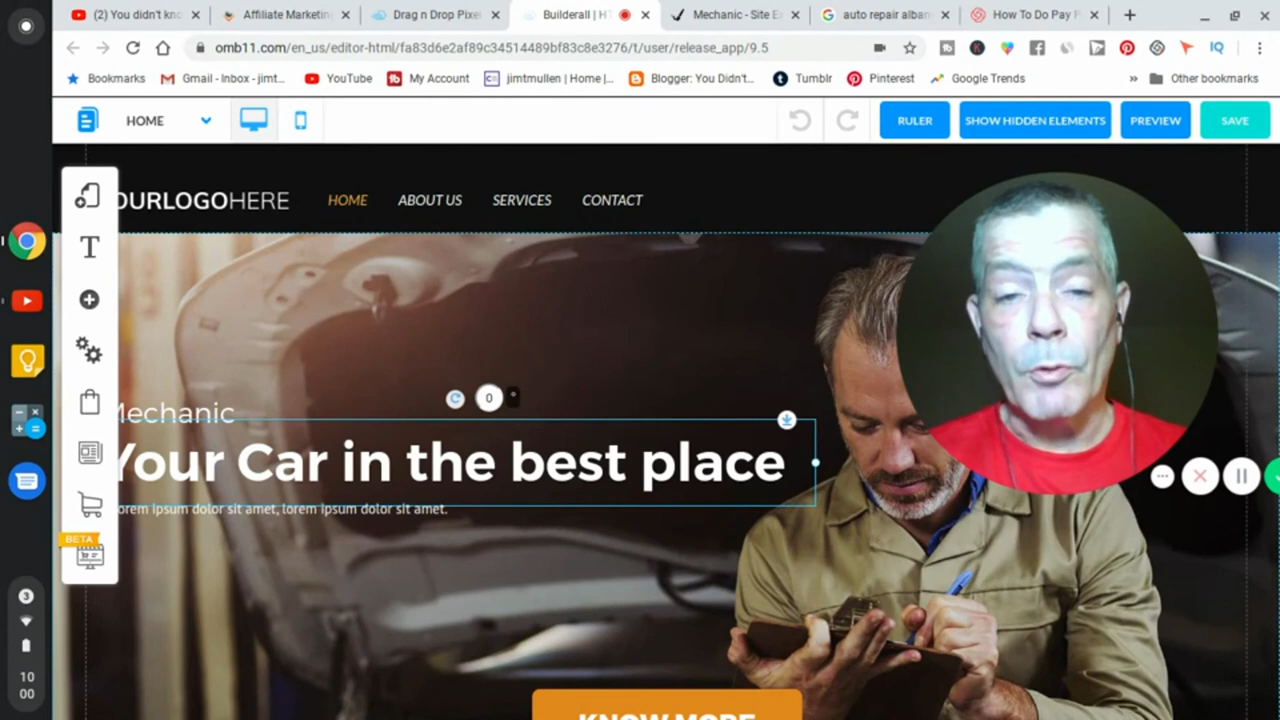 (2) You didn't kno
Affiliate Marketin
Drag n Drop Pixel
Builderall | HT
Mechanic - Site E
auto repair alban
How To Do Pay P
omb11.com/en_us/editor-html/fa83d6e2af89c34514489bf83c8e3276/t/user/release_app/9.5
Bookmarks
Gmail - Inbox - jimt...
YouTube
My Account
jimtmullen | Home |...
Blogger: You Didn't...
Tumblr
Pinterest
Google Trends
Other bookmarks
HOME
RULER
SHOW HIDDEN ELEMENTS
PREVIEW
SAVE
OURLOGOHERE
HOME
ABOUT US
SERVICES
CONTACT
0
Mechanic
Your Car in the best place
orem ipsum dolor sit amet, lorem ipsum dolor sit amet.
BETA
KNOW MORE
3
10
00